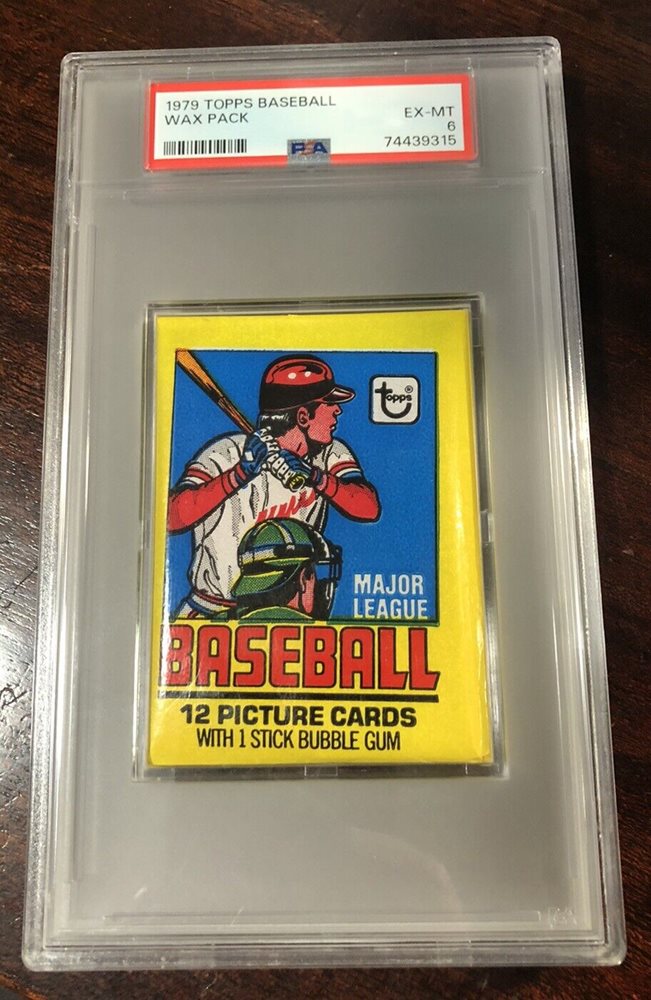 1979 TOPPS BASEBALL
WAX PACK
EX-MT
6
74439315
PSA
topps®
MAJOR
LEAGUE
BASEBALL
12 PICTURE CARDS
WITH 1 STICK BUBBLE GUM